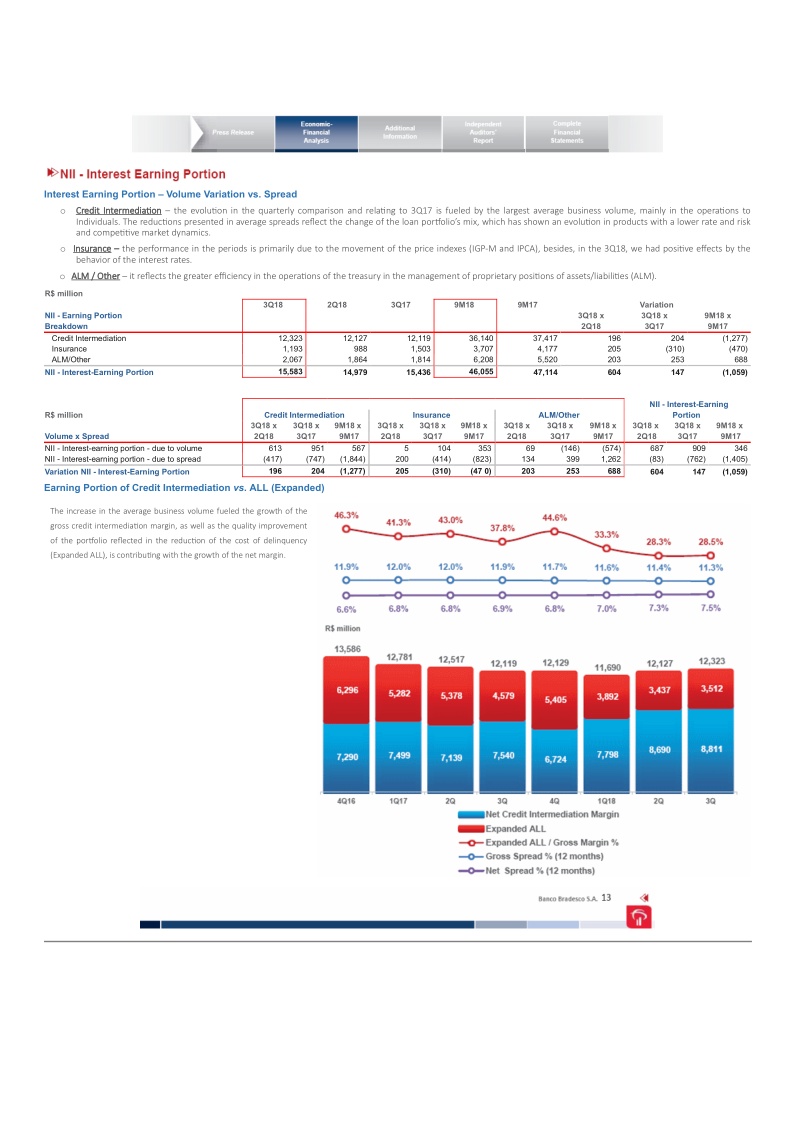 Press Release
Economic-
Financial
Analysis
Additional
Information
Independent
Auditors'
Report
Complete
Financial
Statements
NII - Interest Earning Portion
Interest Earning Portion – Volume Variation vs. Spread
o Credit Intermediation – the evolution in the quarterly comparison and relating to 3Q17 is fueled by the largest average business volume, mainly in the operations to
Individuals. The reductions presented in average spreads reflect the change of the loan portfolio's mix, which has shown an evolution in products with a lower rate and risk
and competitive market dynamics.
o Insurance – the performance in the periods is primarily due to the movement of the price indexes (IGP-M and IPCA), besides, in the 3Q18, we had positive effects by the
behavior of the interest rates.
o ALM / Other – it reflects the greater efficiency in the operations of the treasury in the management of proprietary positions of assets/liabilities (ALM).
R$ million
3Q18 2Q18 3Q17 9M18 9M17 Variation
NII - Earning Portion 3Q18 x 3Q18 x 9M18 x
Breakdown 2Q18 3Q17 9M17
Credit Intermediation 12,323 12,127 12,119 36,140 37,417 196 204 (1,277)
Insurance 1,193 988 1,503 3,707 4,177 205 (310) (470)
ALM/Other 2,067 1,864 1,814 6,208 5,520 203 253 688
NII - Interest-Earning Portion 15,583 14,979 15,436 46,055 47,114 604 147 (1,059)
NII - Interest-Earning
R$ million Credit Intermediation Insurance ALM/Other Portion
3Q18 x 3Q18 x 9M18 x 3Q18 x 3Q18 x 9M18 x 3Q18 x 3Q18 x 9M18 x 3Q18 x 3Q18 x 9M18 x
Volume x Spread 2Q18 3Q17 9M17 2Q18 3Q17 9M17 2Q18 3Q17 9M17 2Q18 3Q17 9M17
NII - Interest-earning portion - due to volume 613 951 567 5 104 353 69 (146) (574) 687 909 346
NII - Interest-earning portion - due to spread (417) (747) (1,844) 200 (414) (823) 134 399 1,262 (83) (762) (1,405)
Variation NII - Interest-Earning Portion 196 204 (1,277) 205 (310) (47 0) 203 253 688 604 147 (1,059)
Earning Portion of Credit Intermediation vs. ALL (Expanded)
The increase in the average business volume fueled the growth of the
gross credit intermediation margin, as well as the quality improvement
of the portfolio reflected in the reduction of the cost of delinquency
(Expanded ALL), is contributing with the growth of the net margin.
46.3% 41.3% 43.0% 37.8% 44.6% 33.3% 28.3% 28.5%
11.9% 12.0% 12.0% 11.9% 11.7% 11.6% 11.4% 11.3%
6.6% 6.8% 6.8% 6.9% 6.8% 7.0% 7.3% 7.5%
R$ million
13,586 12,781 12,517 12,119 12,129 11,690 12,127 12,323
6,296 5,282 5,378 4,579 5,405 3,892 3,437 3,512
7,290 7,499 7,139 7,540 6,724 7,798 8,690 8,811
4Q16 1Q17 2Q 3Q 4Q 1Q18 2Q 3Q
Net Credit Intermediation Margin
Expanded ALL
Expanded ALL / Gross Margin %
Gross Spread % (12 months)
Net Spread % (12 months)
Banco Bradesco S.A. 13